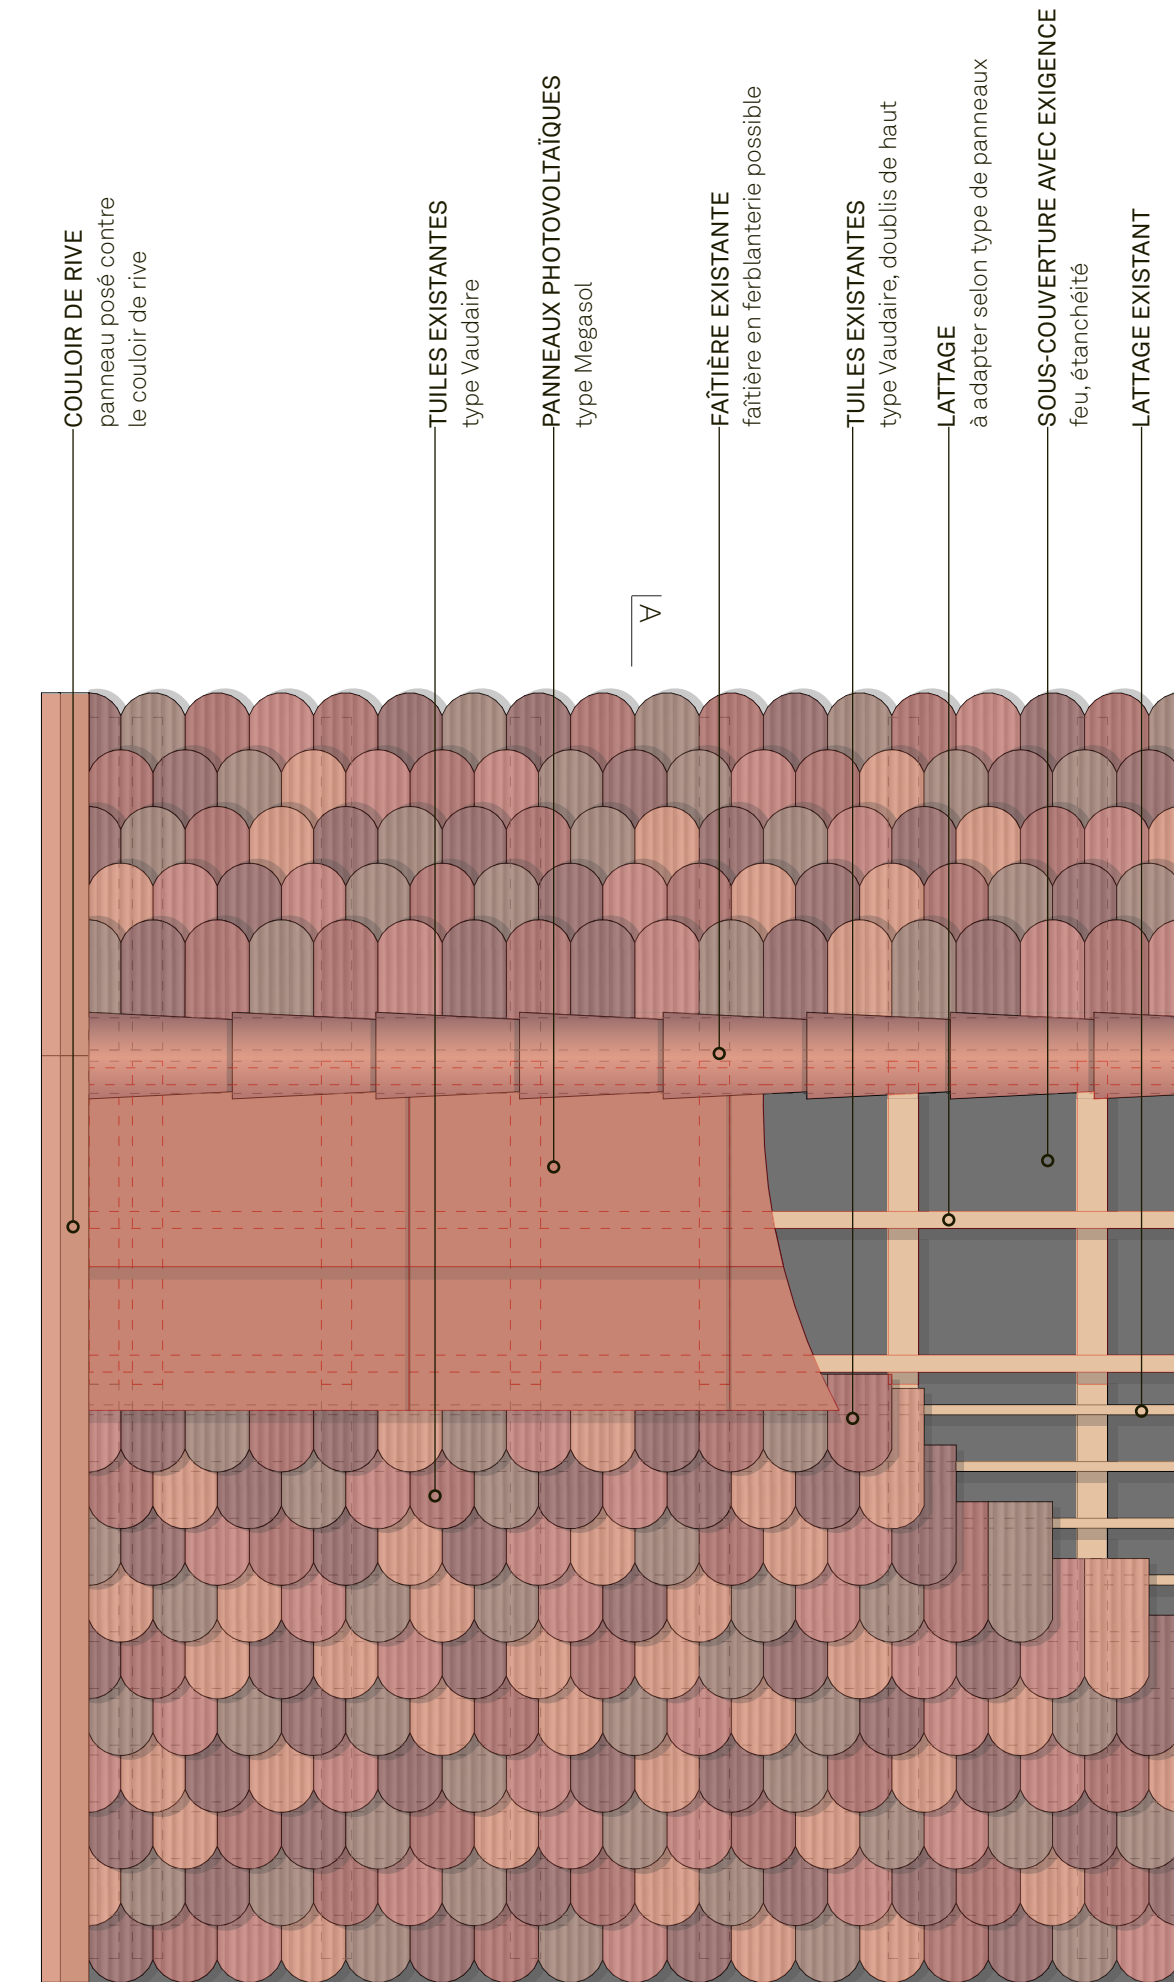 COULOIR DE RIVE
panneau posé contre
le couloir de rive
TUILES EXISTANTES
type Vaudaire
PANNEAUX PHOTOVOLTAÏQUES
type Megasol
FAÎTIÈRE EXISTANTE
faîtière en ferblanterie possible
TUILES EXISTANTES
type Vaudaire, doublis de haut
LATTAGE
à adapter selon type de panneaux
SOUS-COUVERTURE AVEC EXIGENCE
feu, étanchéité
LATTAGE EXISTANT
A